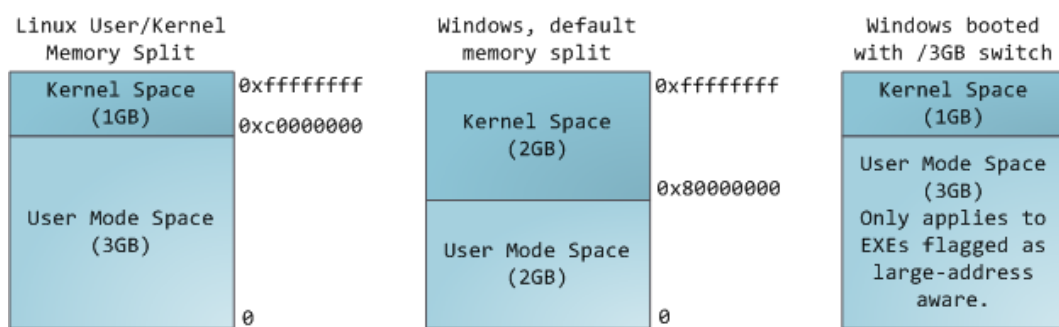 Linux User/Kernel
Memory Split
Kernel Space
(1GB)
0xffffffff
0xc0000000
User Mode Space
(3GB)
0
Windows, default
memory split
Kernel Space
(2GB)
0xffffffff
0x80000000
User Mode Space
(2GB)
0
Windows booted
with /3GB switch
Kernel Space
(1GB)
User Mode Space
(3GB)
Only applies to
EXEs flagged as
large-address
aware.